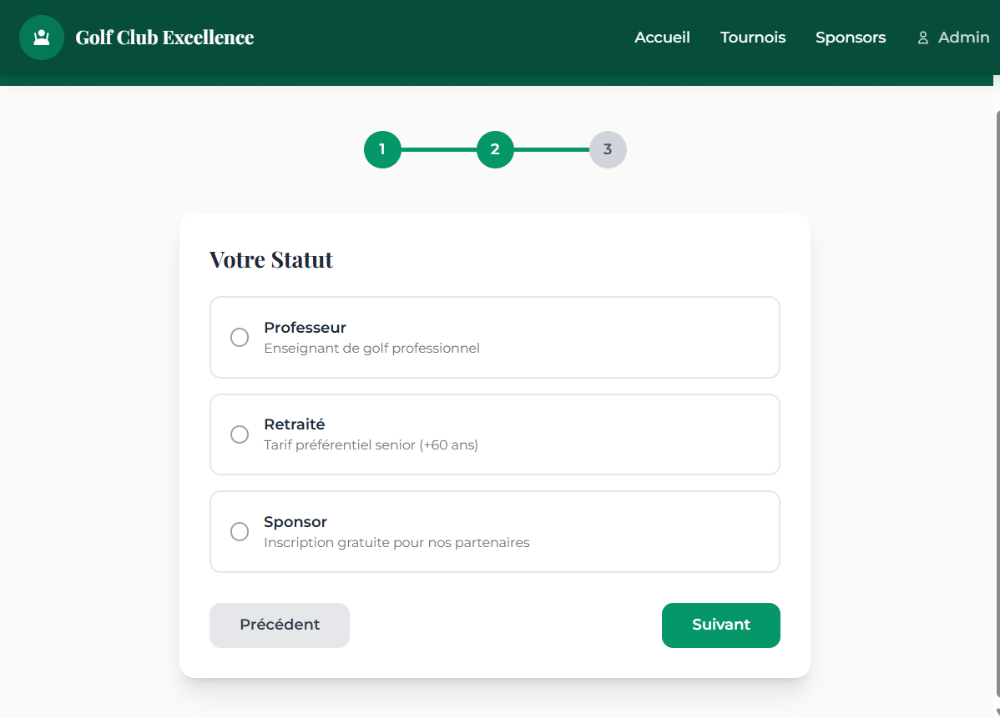 Golf Club Excellence
Accueil Tournois Sponsors Admin
1 2 3
Votre Statut
Professeur
Enseignant de golf professionnel
Retraité
Tarif préférentiel senior (+60 ans)
Sponsor
Inscription gratuite pour nos partenaires
Précédent Suivant